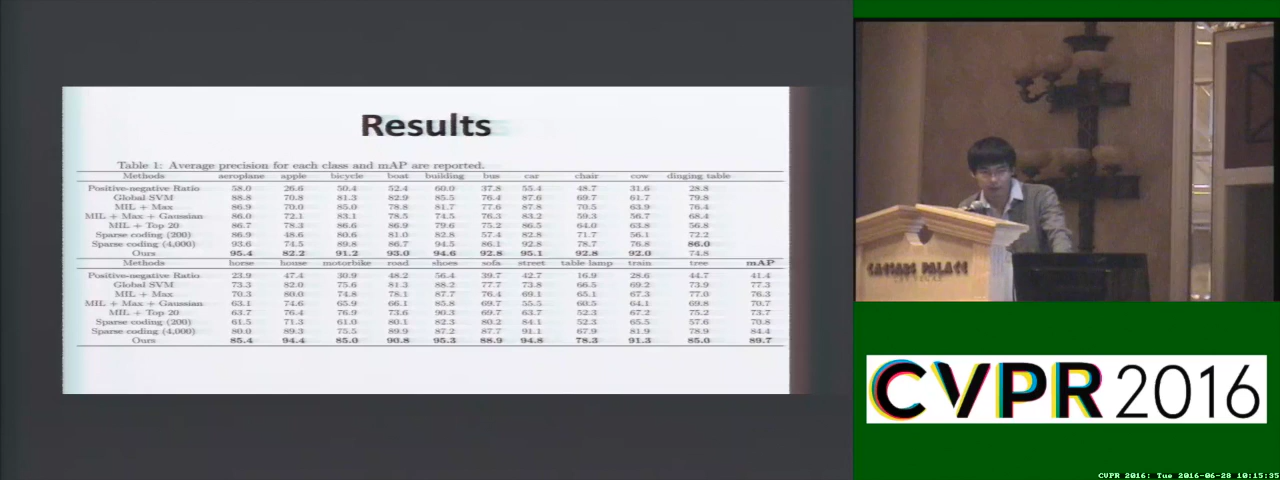 Results
Table 1: Average precision for each class and mAP are reported.
Methods aeroplane apple bicycle boat building bus car chair cow dinging table
Positive-negative Ratio 58.0 26.6 50.4 52.4 60.0 37.8 55.4 48.7 31.6 28.8
Global SVM 88.8 70.8 81.3 82.9 85.5 76.4 87.6 69.7 61.7 79.8
MIL + Max 86.9 70.0 85.0 78.8 81.7 77.6 87.8 70.5 63.9 76.4
MIL + Max + Gaussian 86.0 72.1 83.1 78.5 74.5 76.3 83.2 59.3 56.7 68.4
MIL + Top 20 86.7 78.3 86.6 86.9 79.6 75.2 86.5 64.0 63.8 56.8
Sparse coding (200) 86.9 48.6 80.6 81.0 82.8 57.4 82.8 71.7 56.1 72.2
Sparse coding (4,000) 93.6 74.5 89.8 86.7 94.5 86.1 92.8 78.7 76.8 86.0
Ours 95.4 82.2 91.2 93.0 94.6 92.8 95.1 92.8 92.0 74.8
Methods horse house motorbike road shoes sofa street table lamp train tree mAP
Positive-negative Ratio 23.9 47.4 30.9 48.2 56.4 39.7 42.7 16.9 28.6 44.7 41.4
Global SVM 73.3 82.0 75.6 81.3 88.2 77.7 73.8 66.5 69.2 73.9 77.3
MIL + Max 70.3 80.0 74.8 78.1 87.7 76.4 69.1 65.1 67.3 77.0 76.3
MIL + Max + Gaussian 63.1 74.6 65.9 66.1 85.8 69.7 55.5 60.5 64.1 69.8 70.7
MIL + Top 20 63.7 76.4 76.9 73.6 90.3 69.7 63.7 52.3 67.2 75.2 73.7
Sparse coding (200) 61.5 71.3 61.0 80.1 82.3 80.2 84.1 52.3 65.5 57.6 70.8
Sparse coding (4,000) 80.0 89.3 75.5 89.9 87.2 87.7 91.1 67.9 81.9 78.9 84.4
Ours 85.4 94.4 85.0 90.8 95.3 88.9 94.8 78.3 91.3 85.0 89.7
CAESARS PALACE
LAS VEGAS
CVPR 2016
CVPR 2016: Tue 2016-06-28 10:15:35